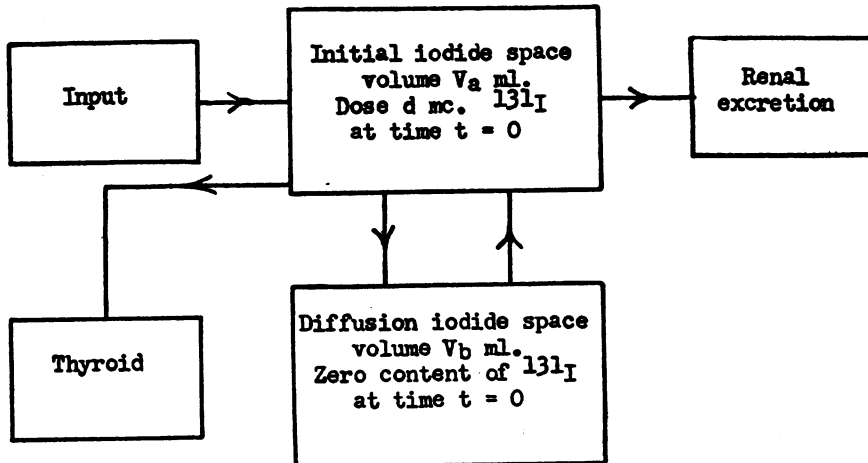 Input
Initial iodide space
volume Va ml.
Dose d mc. 131I
at time t = 0
Renal
excretion
Thyroid
Diffusion iodide space
volume Vb ml.
Zero content of 131I
at time t = 0